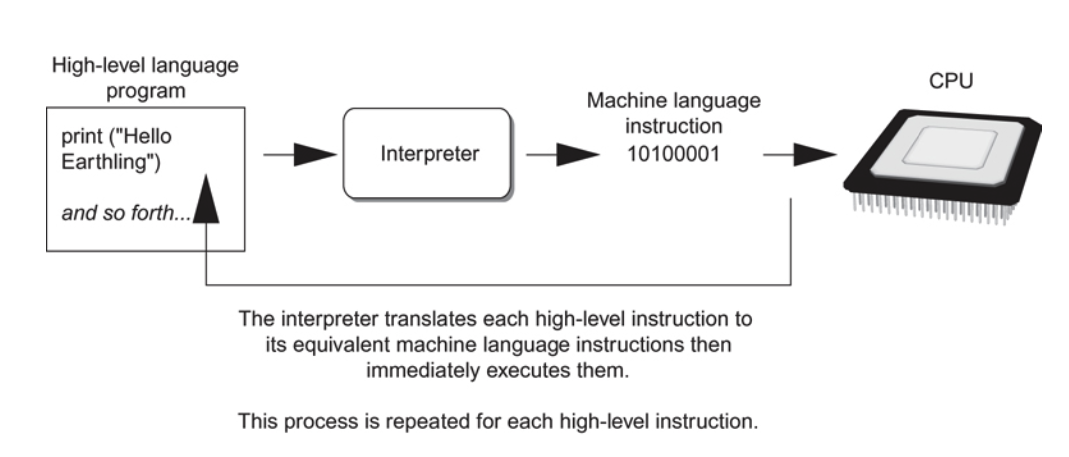 High-level language
program
print ("Hello
Earthling")
and so forth...
Interpreter
Machine language
instruction
10100001
CPU
The interpreter translates each high-level instruction to
its equivalent machine language instructions then
immediately executes them.
This process is repeated for each high-level instruction.